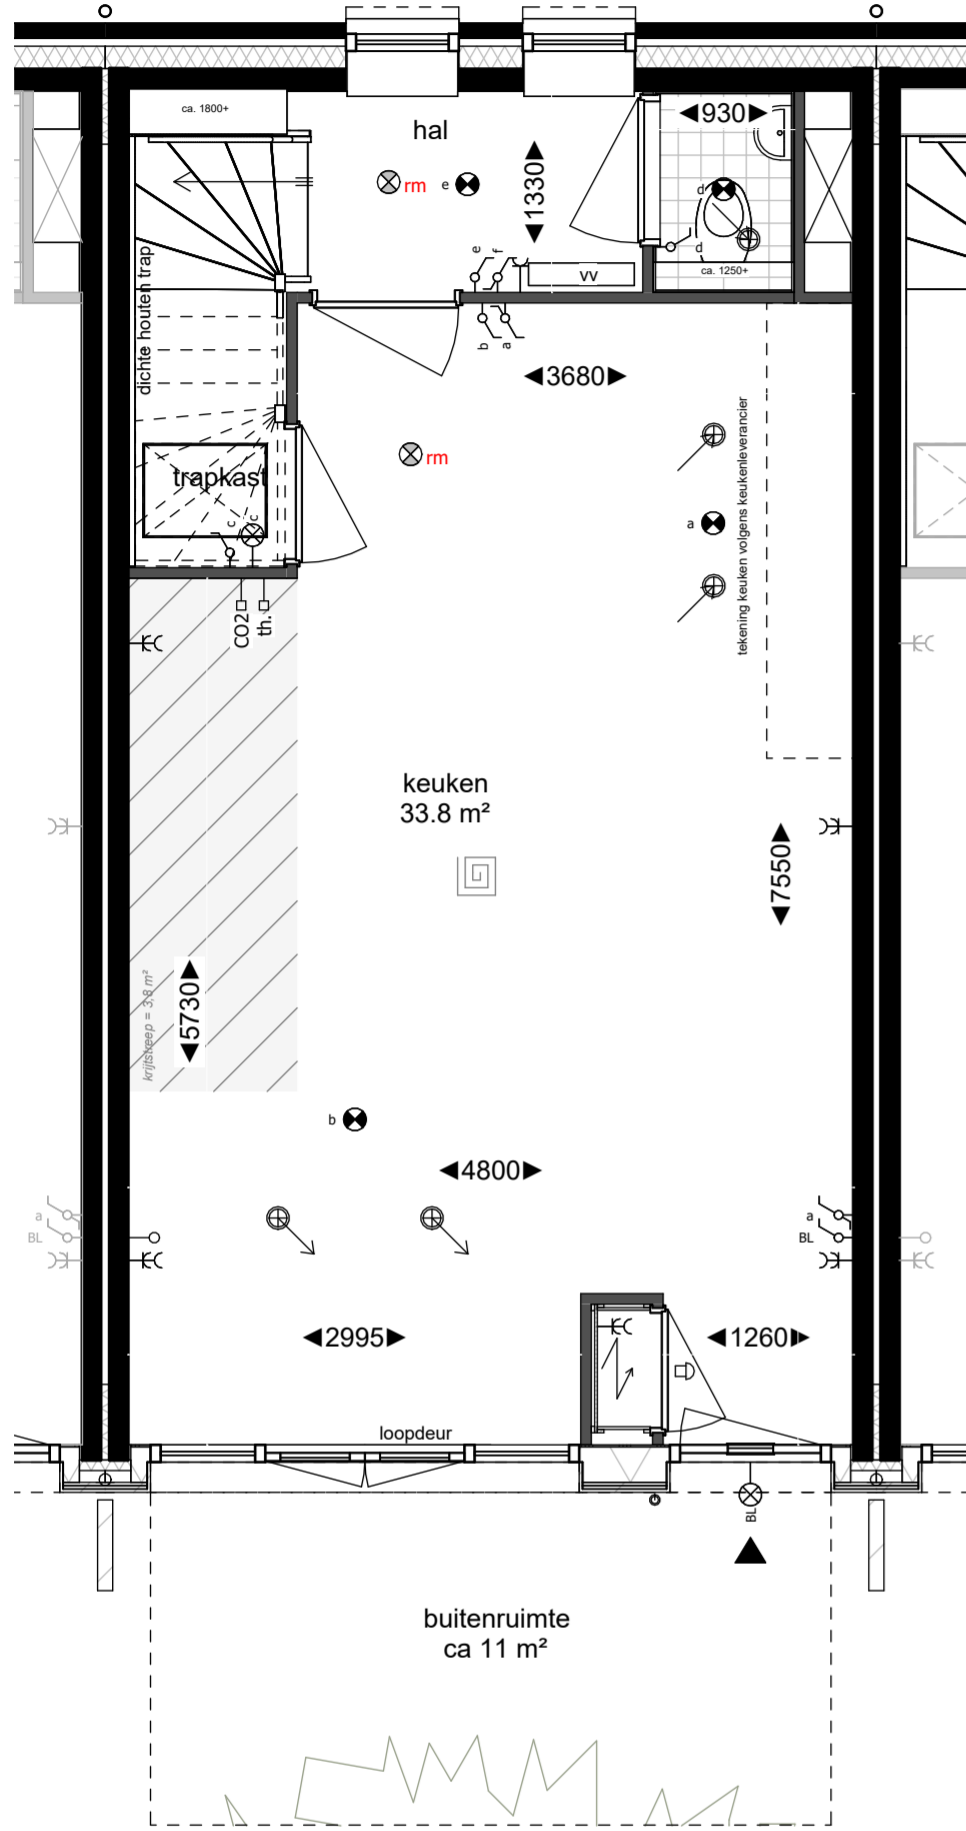 ca. 1800+
hal
930
rm
e
1330
d
e
f
d
vv
ca. 1250+
dichte houten trap
b
a
3680
rm
trapkast
c
c
a
tekening keuken volgens keukenleverancier
CO2
th.
keuken
33.8 m²
7550
krijtstreep = 3,8 m²
5730
b
4800
a
BL
a
BL
2995
1260
loopdeur
BL
buitenruimte
ca 11 m²